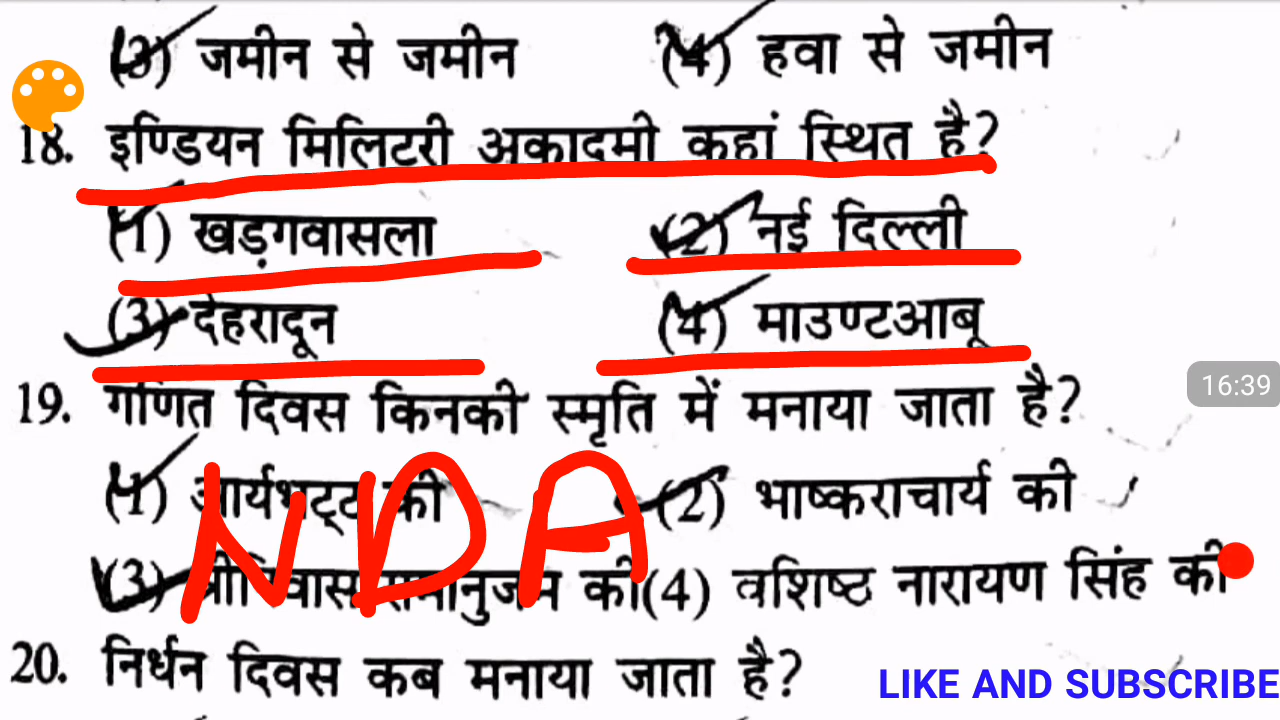 (3) जमीन से जमीन (4) हवा से जमीन
18. इण्डियन मिलिटरी अकादमी कहां स्थित है?
(1) खड़गवासला (2) नई दिल्ली
(3) देहरादून (4) माउण्टआबू
16:39
19. गणित दिवस किनकी स्मृति में मनाया जाता है?
(1) आर्यभट्ट की (2) भाष्कराचार्य की
NDA
(3) श्रीनिवास रामानुजम की (4) वशिष्ठ नारायण सिंह की
20. निर्धन दिवस कब मनाया जाता है?
LIKE AND SUBSCRIBE